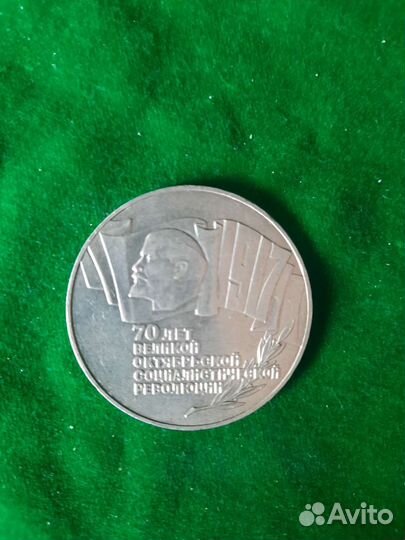 1917
70 ЛЕТ
ВЕЛИКОЙ
ОКТЯБРЬСКОЙ
СОЦИАЛИСТИЧЕСКОЙ
РЕВОЛЮЦИИ
Avito